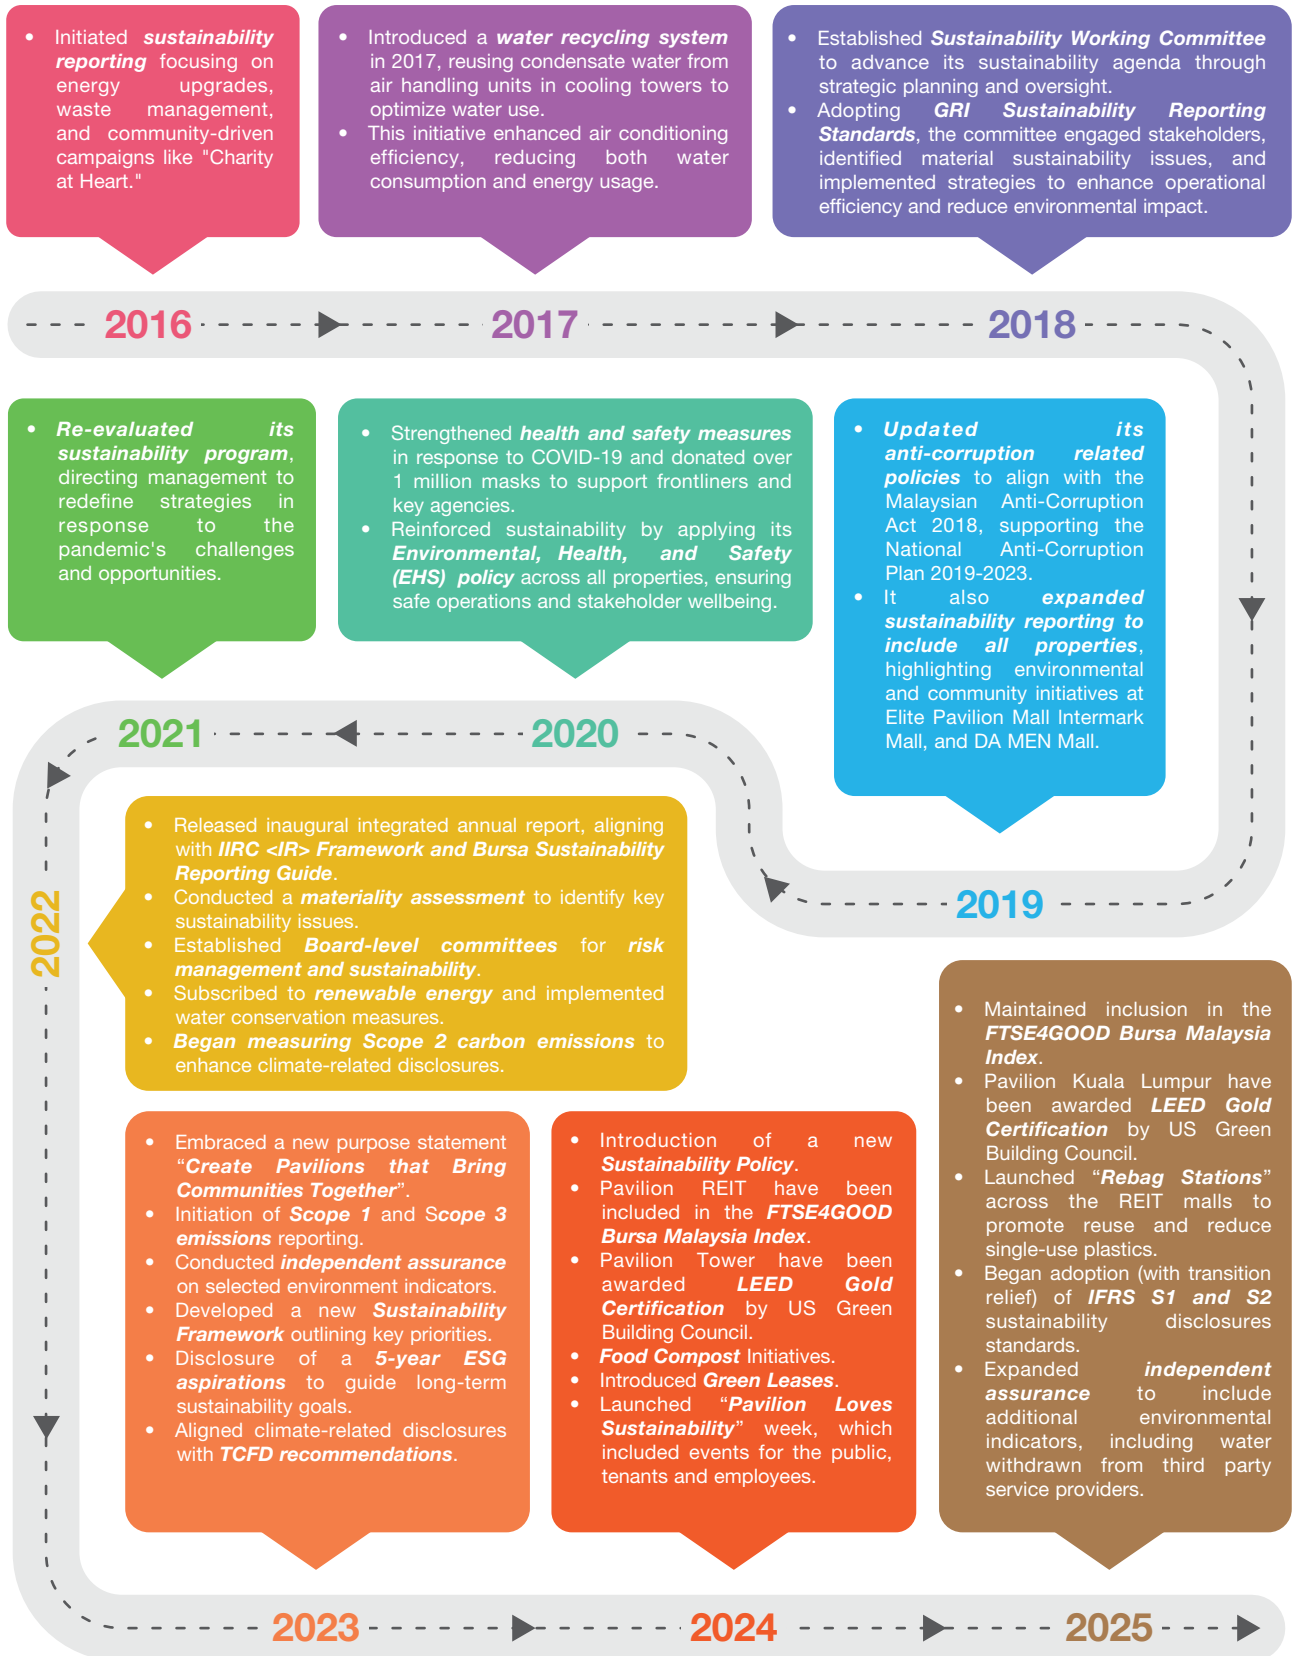 • Initiated sustainability
reporting focusing on
energy upgrades,
waste management,
and community-driven
campaigns like "Charity
at Heart."
• Introduced a water recycling system
in 2017, reusing condensate water from
air handling units in cooling towers to
optimize water use.
• This initiative enhanced air conditioning
efficiency, reducing both water
consumption and energy usage.
• Established Sustainability Working Committee
to advance its sustainability agenda through
strategic planning and oversight.
• Adopting GRI Sustainability Reporting
Standards, the committee engaged stakeholders,
identified material sustainability issues, and
implemented strategies to enhance operational
efficiency and reduce environmental impact.
2016
2017
2018
• Updated its
anti-corruption related
policies to align with the
Malaysian Anti-Corruption
Act 2018, supporting the
National Anti-Corruption
Plan 2019-2023.
• It also expanded
sustainability reporting to
include all properties,
highlighting environmental
and community initiatives at
Elite Pavilion Mall Intermark
Mall, and DA MEN Mall.
2019
• Strengthened health and safety measures
in response to COVID-19 and donated over
1 million masks to support frontliners and
key agencies.
• Reinforced sustainability by applying its
Environmental, Health, and Safety
(EHS) policy across all properties, ensuring
safe operations and stakeholder wellbeing.
2020
• Re-evaluated its
sustainability program,
directing management to
redefine strategies in
response to the
pandemic's challenges
and opportunities.
2021
2022
• Released inaugural integrated annual report, aligning
with IIRC <IR> Framework and Bursa Sustainability
Reporting Guide.
• Conducted a materiality assessment to identify key
sustainability issues.
• Established Board-level committees for risk
management and sustainability.
• Subscribed to renewable energy and implemented
water conservation measures.
• Began measuring Scope 2 carbon emissions to
enhance climate-related disclosures.
• Embraced a new purpose statement
“Create Pavilions that Bring
Communities Together”.
• Initiation of Scope 1 and Scope 3
emissions reporting.
• Conducted independent assurance
on selected environment indicators.
• Developed a new Sustainability
Framework outlining key priorities.
• Disclosure of a 5-year ESG
aspirations to guide long-term
sustainability goals.
• Aligned climate-related disclosures
with TCFD recommendations.
• Introduction of a new
Sustainability Policy.
• Pavilion REIT have been
included in the FTSE4GOOD
Bursa Malaysia Index.
• Pavilion Tower have been
awarded LEED Gold
Certification by US Green
Building Council.
• Food Compost Initiatives.
• Introduced Green Leases.
• Launched “Pavilion Loves
Sustainability” week, which
included events for the public,
tenants and employees.
• Maintained inclusion in the
FTSE4GOOD Bursa Malaysia
Index.
• Pavilion Kuala Lumpur have
been awarded LEED Gold
Certification by US Green
Building Council.
• Launched “Rebag Stations”
across the REIT malls to
promote reuse and reduce
single-use plastics.
• Began adoption (with transition
relief) of IFRS S1 and S2
sustainability disclosures
standards.
• Expanded independent
assurance to include
additional environmental
indicators, including water
withdrawn from third party
service providers.
2023
2024
2025